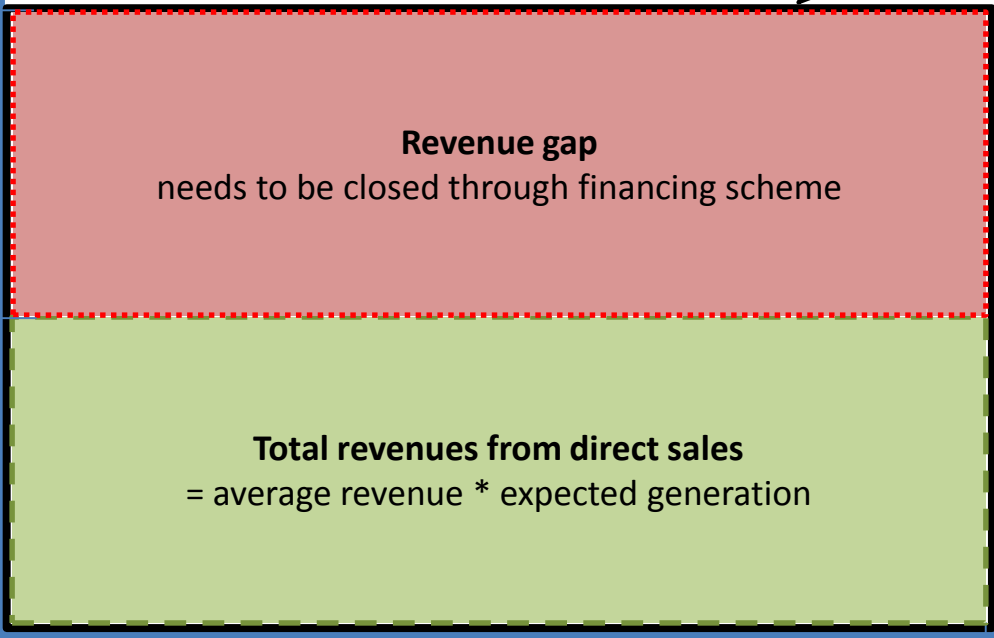 Revenue gap
needs to be closed through financing scheme
Total revenues from direct sales
= average revenue * expected generation